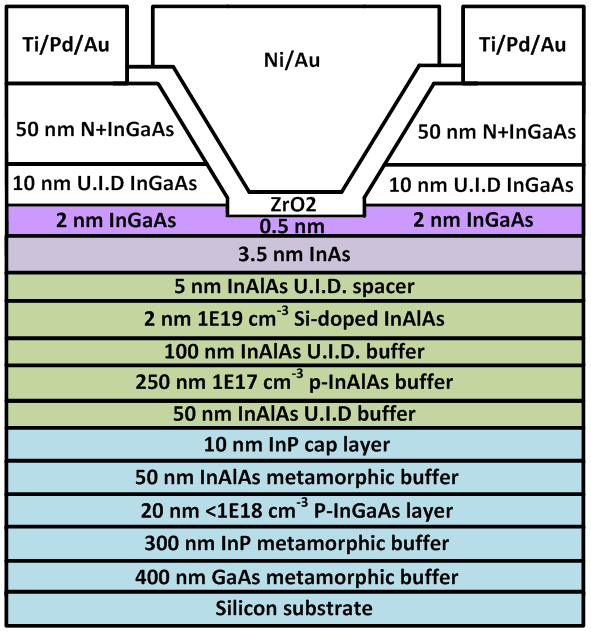 Ti/Pd/Au
Ni/Au
Ti/Pd/Au
50 nm N+InGaAs
50 nm N+InGaAs
10 nm U.I.D InGaAs
10 nm U.I.D InGaAs
ZrO2
2 nm InGaAs
0.5 nm
2 nm InGaAs
3.5 nm InAs
5 nm InAlAs U.I.D. spacer
2 nm 1E19 cm⁻³ Si-doped InAlAs
100 nm InAlAs U.I.D. buffer
250 nm 1E17 cm⁻³ p-InAlAs buffer
50 nm InAlAs U.I.D buffer
10 nm InP cap layer
50 nm InAlAs metamorphic buffer
20 nm <1E18 cm⁻³ P-InGaAs layer
300 nm InP metamorphic buffer
400 nm GaAs metamorphic buffer
Silicon substrate